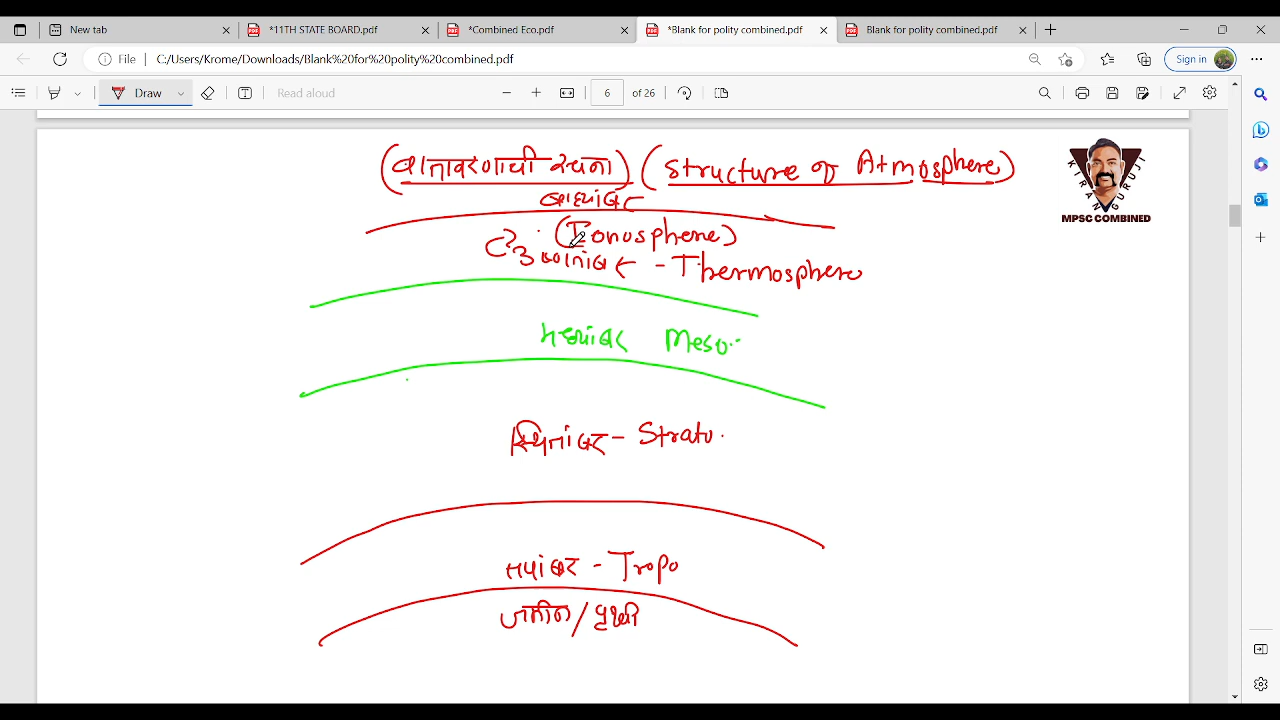 New tab
*11TH STATE BOARD.pdf
*Combined Eco.pdf
*Blank for polity combined.pdf
Blank for polity combined.pdf
File
C:/Users/Krome/Downloads/Blank%20for%20polity%20combined.pdf
Sign in
Draw
Read aloud
6 of 26
(वातावरणाची रचना) (Structure of Atmosphere)
बाह्यांबर
(Ionosphere)
उष्णतांबर - Thermosphere
मध्यांबर Meso..
स्थितांबर - Strato.
तपांबर - Tropo
जमीन/पृथ्वी
KIRAN GURUJI
MPSC COMBINED